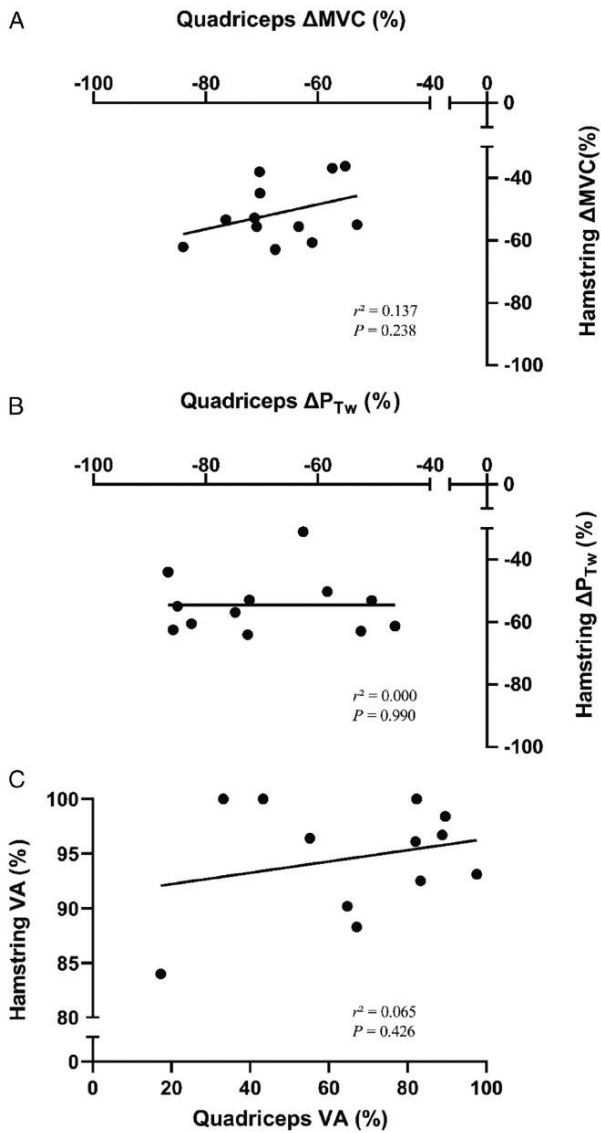 A
Quadriceps ΔMVC (%)
-100 -80 -60 -40 0
0
-40
-60
-80
-100
Hamstring ΔMVC(%)
r² = 0.137
P = 0.238
B
Quadriceps ΔPTw (%)
-100 -80 -60 -40 0
0
-40
-60
-80
-100
Hamstring ΔPTw (%)
r² = 0.000
P = 0.990
C
100
95
90
85
80
0
Hamstring VA (%)
r² = 0.065
P = 0.426
0 20 40 60 80 100
Quadriceps VA (%)